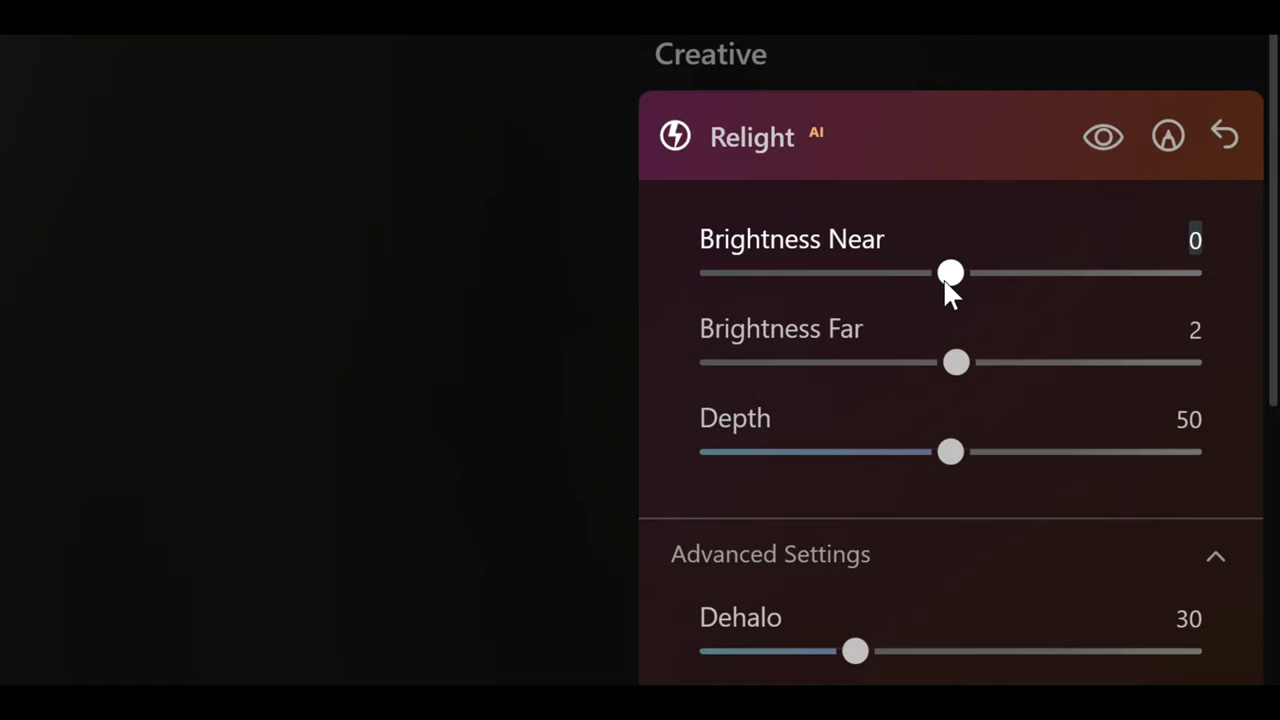 Creative
Relight AI
Brightness Near 0
Brightness Far 2
Depth 50
Advanced Settings
Dehalo 30